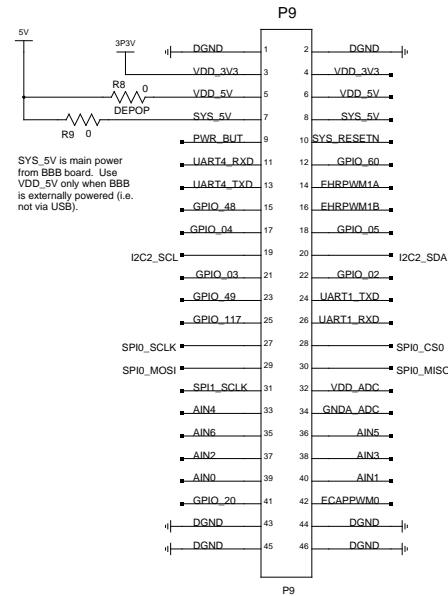 P9
5V
3P3V
DGND 1 2 DGND
VDD_3V3 3 4 VDD_3V3
R8 0
VDD_5V 5 6 VDD_5V
DEPOP
SYS_5V 7 8 SYS_5V
R9 0
PWR_BUT 9 10 SYS_RESETN
SYS_5V is main power
from BBB board. Use
VDD_5V only when BBB
is externally powered (i.e.
not via USB).
UART4_RXD 11 12 GPIO_60
UART4_TXD 13 14 EHRPWM1A
GPIO_48 15 16 EHRPWM1B
GPIO_04 17 18 GPIO_05
I2C2_SCL 19 20 I2C2_SDA
GPIO_03 21 22 GPIO_02
GPIO_49 23 24 UART1_TXD
GPIO_117 25 26 UART1_RXD
SPI0_SCLK 27 28 SPI0_CS0
SPI0_MOSI 29 30 SPI0_MISO
SPI1_SCLK 31 32 VDD_ADC
AIN4 33 34 GNDA_ADC
AIN6 35 36 AIN5
AIN2 37 38 AIN3
AIN0 39 40 AIN1
GPIO_20 41 42 ECAPPWM0
DGND 43 44 DGND
DGND 45 46 DGND
P9